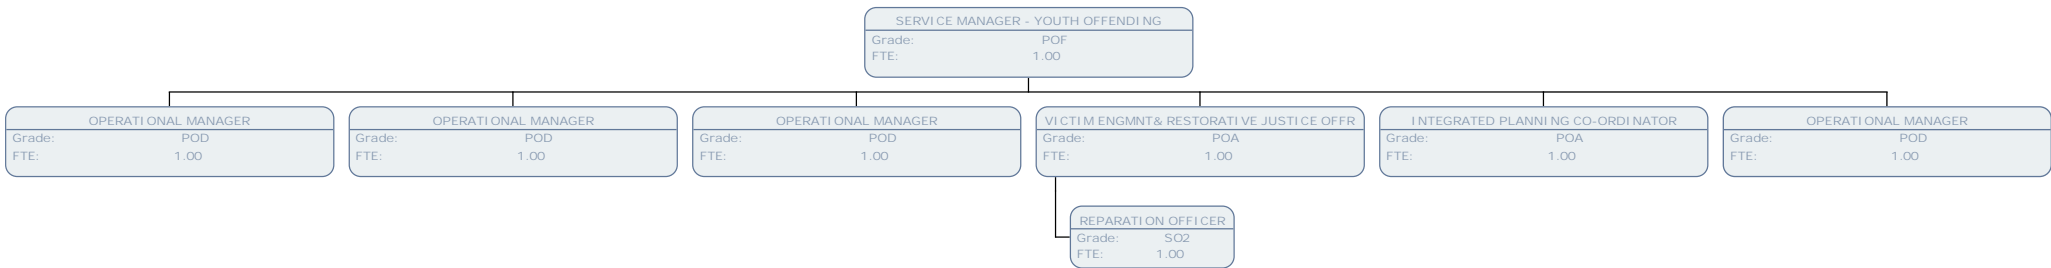 SERVICE MANAGER - YOUTH OFFENDING
Grade: POF
FTE: 1.00
OPERATIONAL MANAGER
Grade: POD
FTE: 1.00
OPERATIONAL MANAGER
Grade: POD
FTE: 1.00
OPERATIONAL MANAGER
Grade: POD
FTE: 1.00
VICTIM ENGMNT& RESTORATIVE JUSTICE OFFR
Grade: POA
FTE: 1.00
INTEGRATED PLANNING CO-ORDINATOR
Grade: POA
FTE: 1.00
OPERATIONAL MANAGER
Grade: POD
FTE: 1.00
REPARATION OFFICER
Grade: SO2
FTE: 1.00